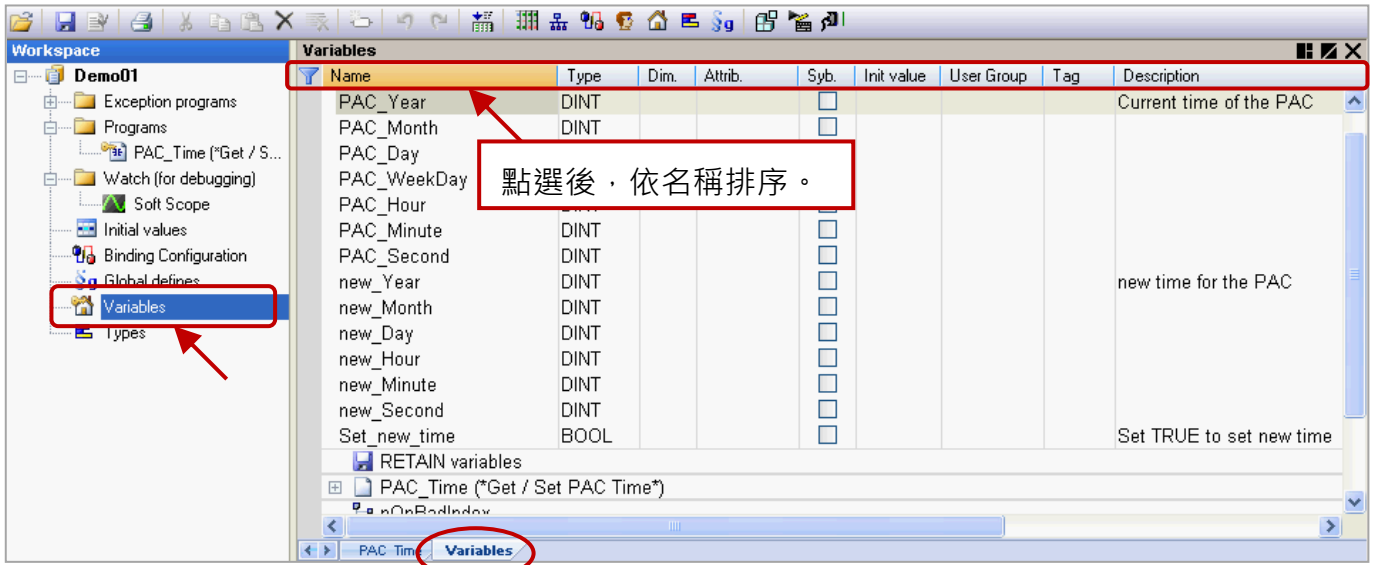 Workspace
Variables
Demo01
Exception programs
Programs
PAC_Time (*Get / S...
Watch (for debugging)
Soft Scope
Initial values
Binding Configuration
Global defines
Variables
Types
Name Type Dim. Attrib. Syb. Init value User Group Tag Description
PAC_Year DINT Current time of the PAC
PAC_Month DINT
PAC_Day
PAC_WeekDay
PAC_Hour DINT
PAC_Minute DINT
PAC_Second DINT
new_Year DINT new time for the PAC
new_Month DINT
new_Day DINT
new_Hour DINT
new_Minute DINT
new_Second DINT
Set_new_time BOOL Set TRUE to set new time
RETAIN variables
PAC_Time (*Get / Set PAC Time*)
nOnBadIndex
點選後，依名稱排序。
PAC Time Variables